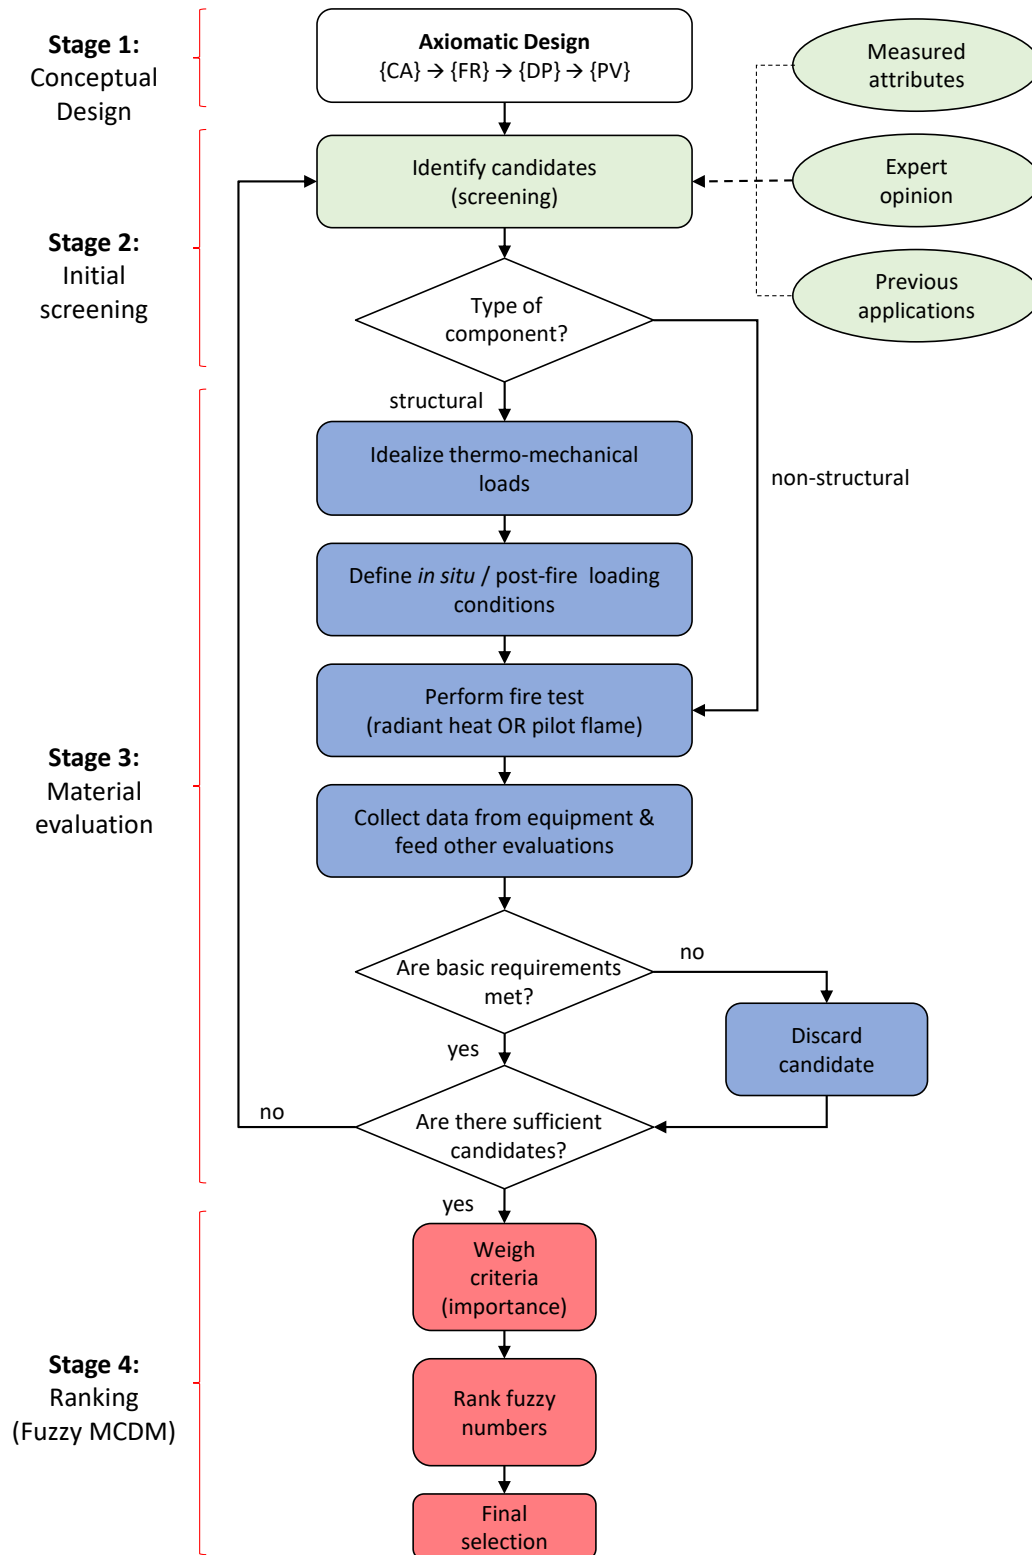 Stage 1:
Conceptual
Design
Axiomatic Design
{CA} → {FR} → {DP} → {PV}
Measured
attributes
Identify candidates
(screening)
Expert
opinion
Stage 2:
Initial
screening
Previous
applications
Type of
component?
structural
non-structural
Idealize thermo-mechanical
loads
Define in situ / post-fire loading
conditions
Perform fire test
(radiant heat OR pilot flame)
Stage 3:
Material
evaluation
Collect data from equipment &
feed other evaluations
Are basic requirements
met?
no
yes
Discard
candidate
Are there sufficient
candidates?
no
yes
Weigh
criteria
(importance)
Stage 4:
Ranking
(Fuzzy MCDM)
Rank fuzzy
numbers
Final
selection